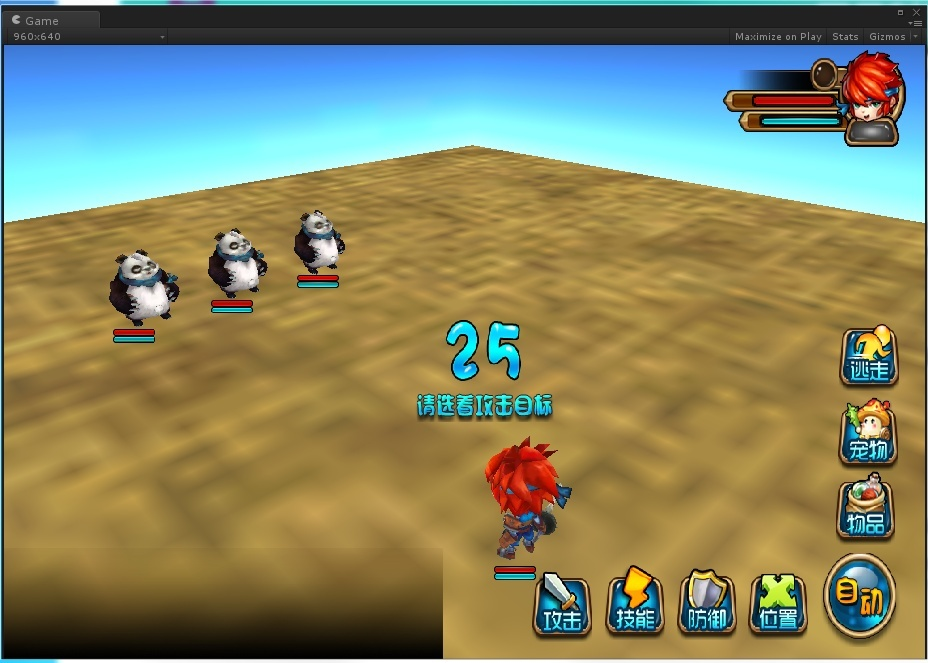 Game
960x640
Maximize on Play
Stats
Gizmos
25
请选着攻击目标
逃走
宠物
物品
攻击
技能
防御
位置
自动